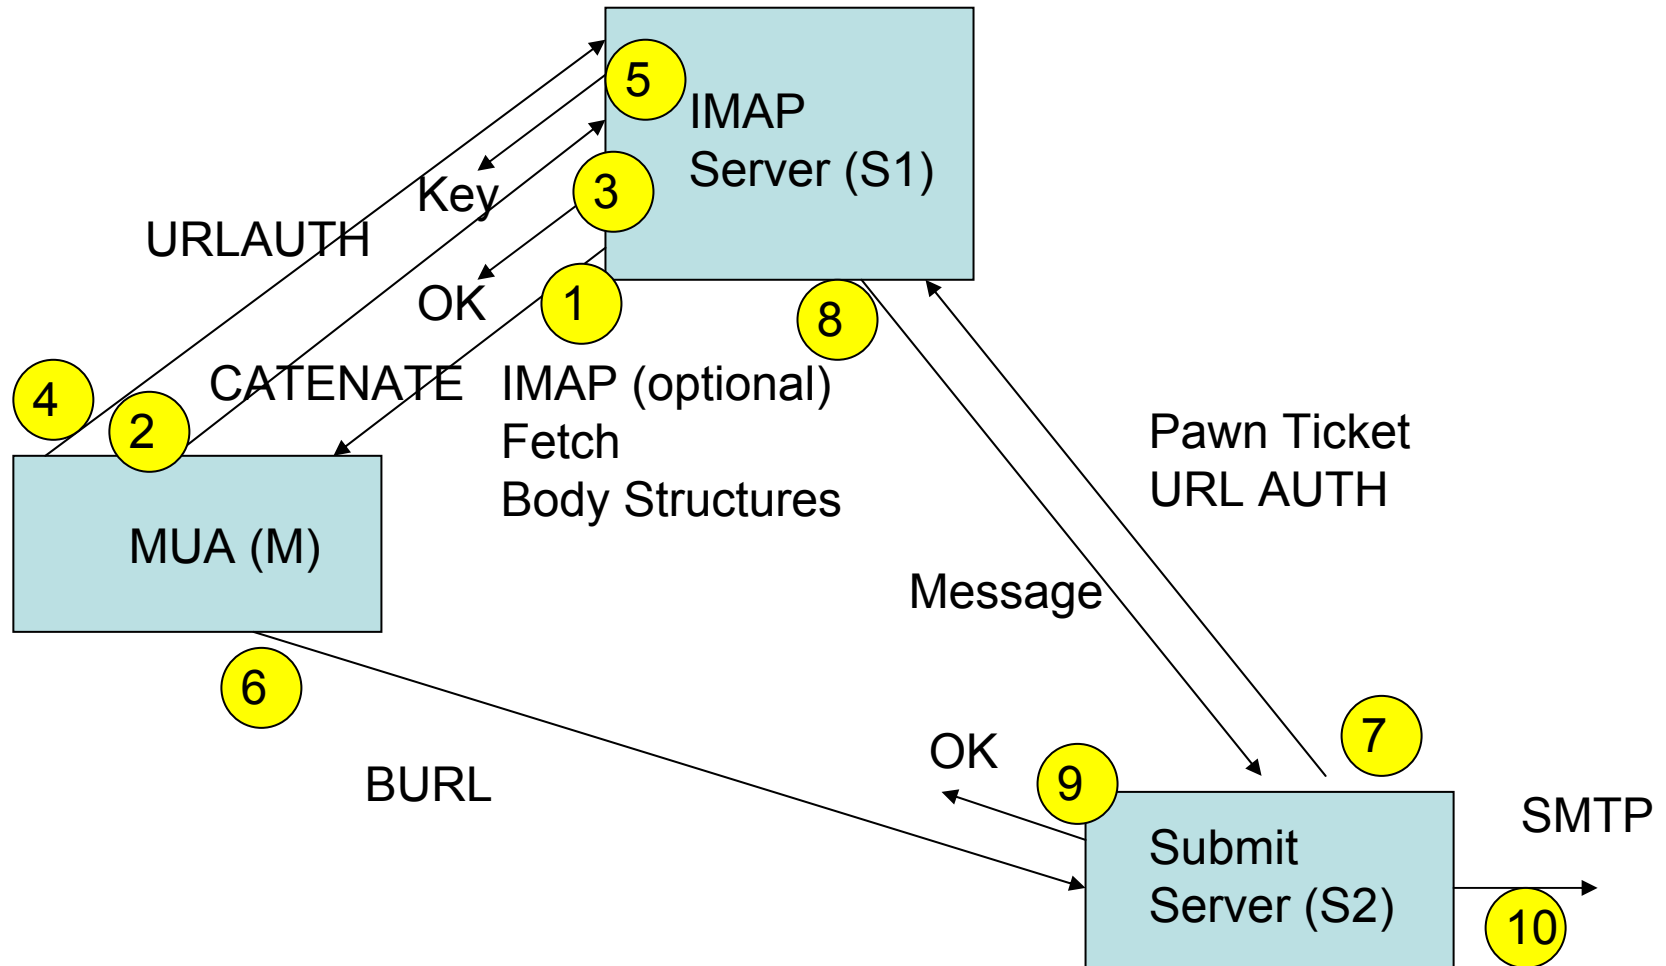 5
IMAP
Server (S1)
3
Key
URLAUTH
OK
1
8
4
2
CATENATE
IMAP (optional)
Fetch
Body Structures
Pawn Ticket
URL AUTH
MUA (M)
Message
6
7
OK
9
BURL
SMTP
Submit
Server (S2)
10